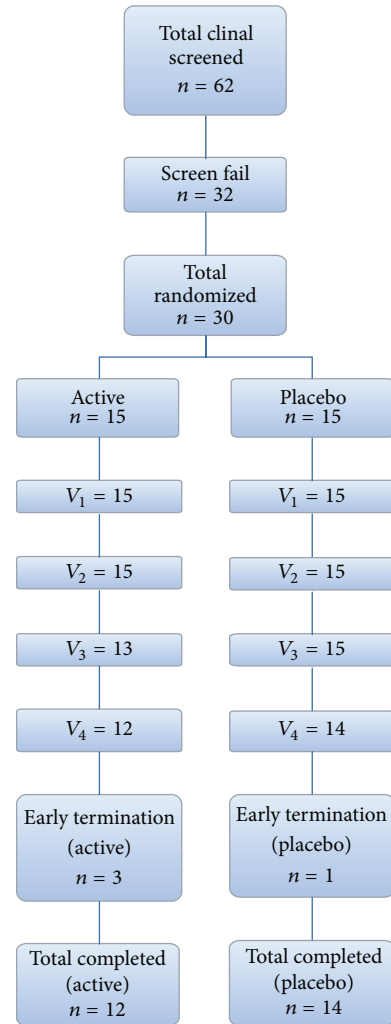 Total clinal
screened
n = 62
Screen fail
n = 32
Total
randomized
n = 30
Active
n = 15
V₁ = 15
V₂ = 15
V₃ = 13
V₄ = 12
Early termination
(active)
n = 3
Total completed
(active)
n = 12
Placebo
n = 15
V₁ = 15
V₂ = 15
V₃ = 15
V₄ = 14
Early termination
(placebo)
n = 1
Total completed
(placebo)
n = 14